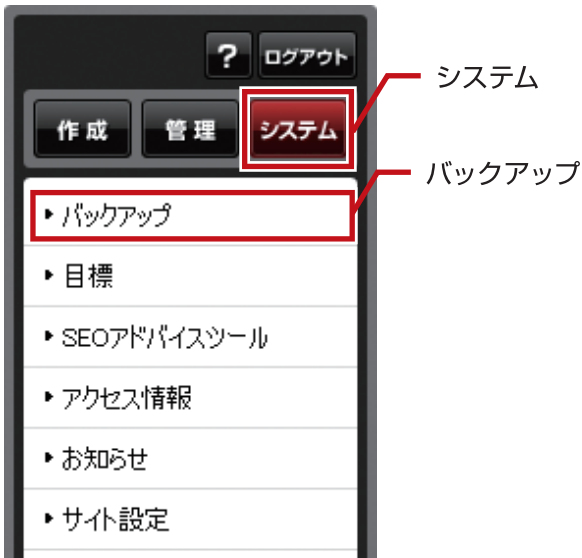 ? ログアウト
システム
作成 管理 システム
バックアップ
バックアップ
目標
SEOアドバイスツール
アクセス情報
お知らせ
サイト設定